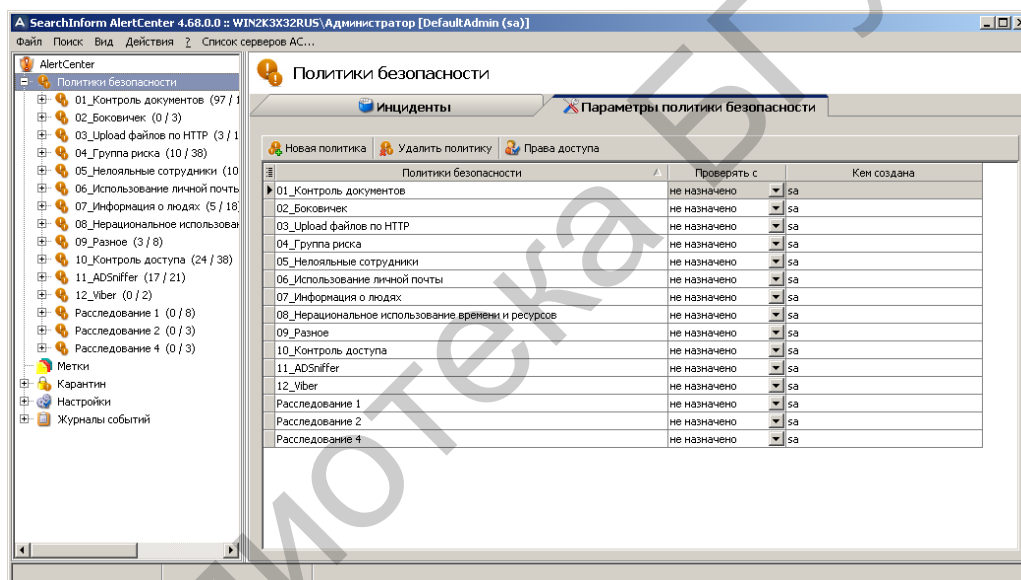 SearchInform AlertCenter 4.68.0.0 :: WIN2K3X32RUS\Администратор [DefaultAdmin (sa)]
Файл Поиск Вид Действия ? Список серверов AC...
AlertCenter
Политики безопасности
01_Контроль документов (97 / 1
02_Боковичек (0 / 3)
03_Upload файлов по HTTP (3 / 1
04_Группа риска (10 / 38)
05_Нелояльные сотрудники (10
06_Использование личной почты
07_Информация о людях (5 / 18
08_Нерациональное использован
09_Разное (3 / 8)
10_Контроль доступа (24 / 38)
11_ADSniffer (17 / 21)
12_Viber (0 / 2)
Расследование 1 (0 / 8)
Расследование 2 (0 / 3)
Расследование 4 (0 / 3)
Метки
Карантин
Настройки
Журналы событий
Политики безопасности
Инциденты Параметры политики безопасности
Новая политика Удалить политику Права доступа
Политики безопасности Проверять с Кем создана
01_Контроль документов не назначено sa
02_Боковичек не назначено sa
03_Upload файлов по HTTP не назначено sa
04_Группа риска не назначено sa
05_Нелояльные сотрудники не назначено sa
06_Использование личной почты не назначено sa
07_Информация о людях не назначено sa
08_Нерациональное использование времени и ресурсов не назначено sa
09_Разное не назначено sa
10_Контроль доступа не назначено sa
11_ADSniffer не назначено sa
12_Viber не назначено sa
Расследование 1 не назначено sa
Расследование 2 не назначено sa
Расследование 4 не назначено sa